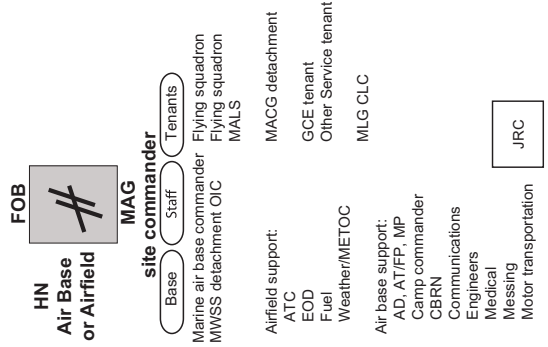 FOB
HN
Air Base
or Airfield
MAG
site commander
Base
Staff
Tenants
Marine air base commander
MWSS detachment OIC
Airfield support:
ATC
EOD
Fuel
Weather/METOC
Air base support:
AD, AT/FP, MP
Camp commander
CBRN
Communications
Engineers
Medical
Messing
Motor transportation
Flying squadron
Flying squadron
MALS
MACG detachment
GCE tenant
Other Service tenant
MLG CLC
JRC